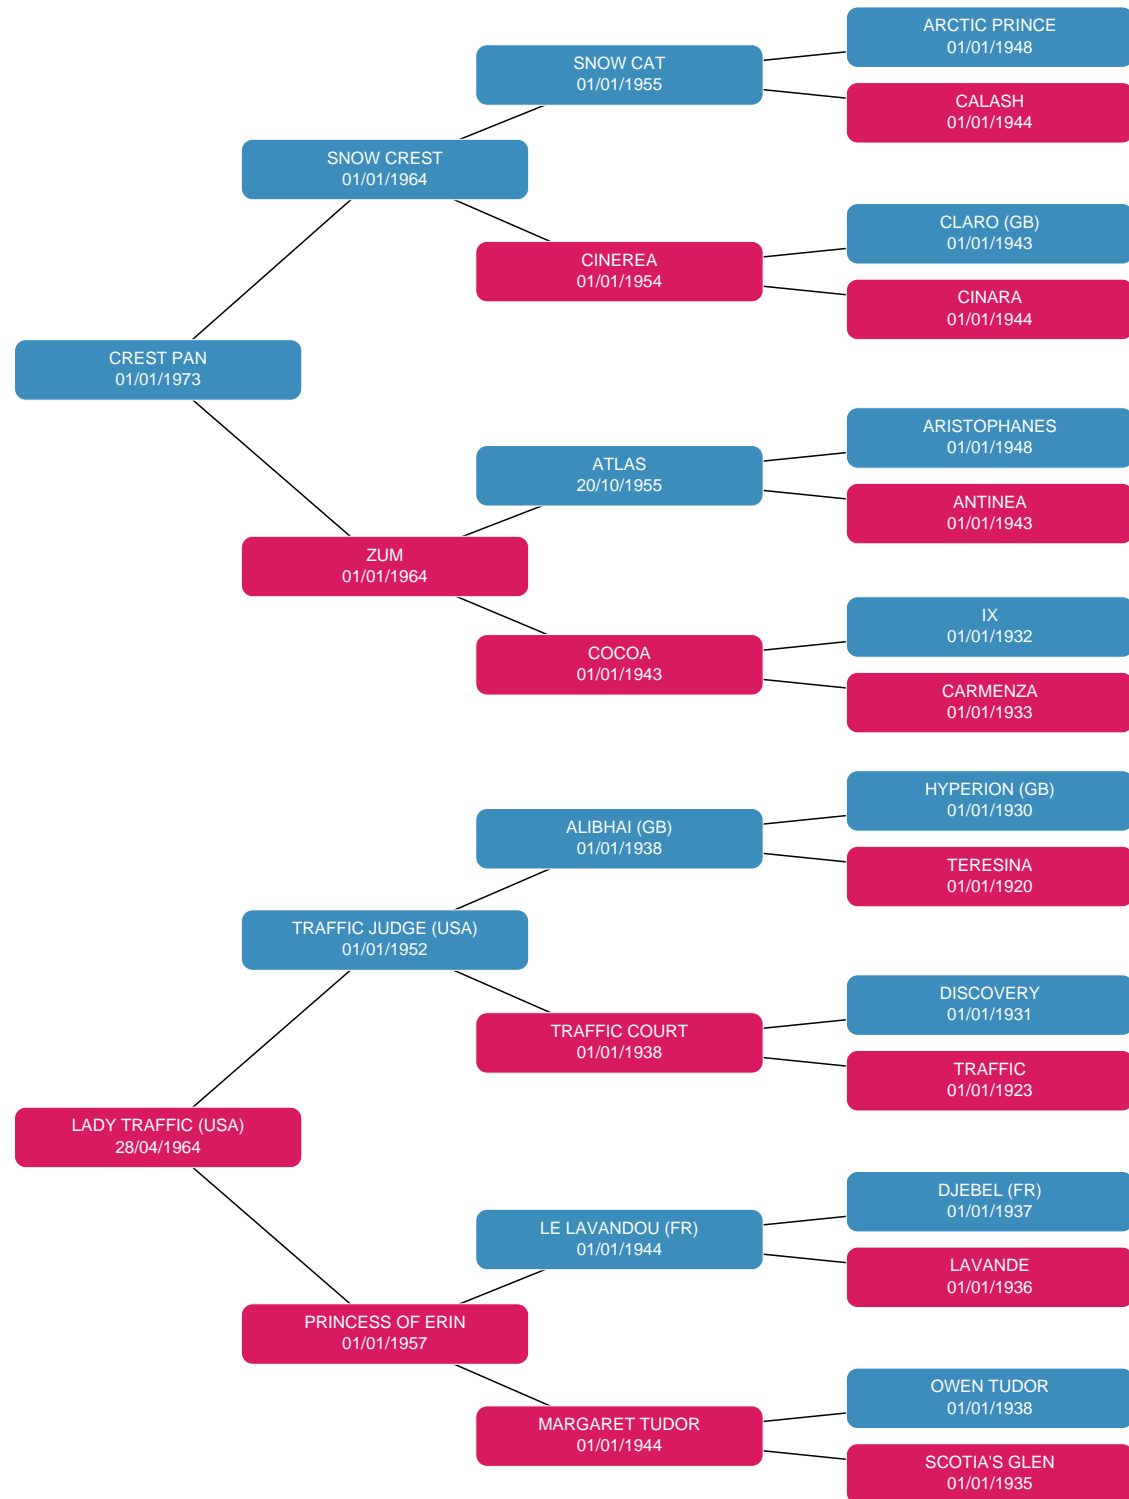 ARCTIC PRINCE
01/01/1948
SNOW CAT
01/01/1955
CALASH
01/01/1944
SNOW CREST
01/01/1964
CLARO (GB)
01/01/1943
CINEREA
01/01/1954
CINARA
01/01/1944
CREST PAN
01/01/1973
ARISTOPHANES
01/01/1948
ATLAS
20/10/1955
ANTINEA
01/01/1943
ZUM
01/01/1964
IX
01/01/1932
COCOA
01/01/1943
CARMENZA
01/01/1933
HYPERION (GB)
01/01/1930
ALIBHAI (GB)
01/01/1938
TERESINA
01/01/1920
TRAFFIC JUDGE (USA)
01/01/1952
DISCOVERY
01/01/1931
TRAFFIC COURT
01/01/1938
TRAFFIC
01/01/1923
LADY TRAFFIC (USA)
28/04/1964
DJEBEL (FR)
01/01/1937
LE LAVANDOU (FR)
01/01/1944
LAVANDE
01/01/1936
PRINCESS OF ERIN
01/01/1957
OWEN TUDOR
01/01/1938
MARGARET TUDOR
01/01/1944
SCOTIA'S GLEN
01/01/1935